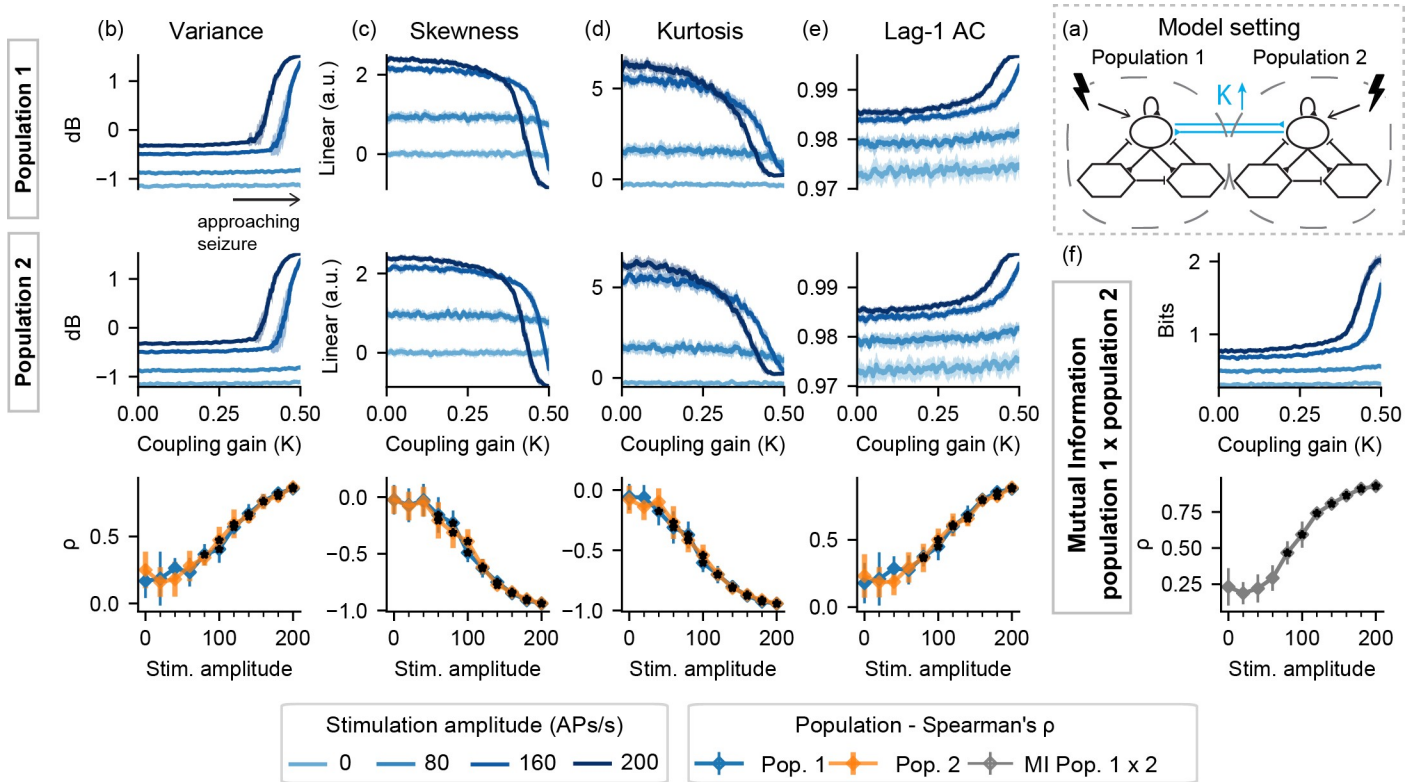 (b) Variance (c) Skewness (d) Kurtosis (e) Lag-1 AC (a) Model setting
Population 1 Population 2
K
Population 1
dB
1
0
−1
Linear (a.u.)
2
0
5
0
0.99
0.98
0.97
approaching
seizure
Population 2
dB
1
0
−1
Linear (a.u.)
2
0
5
0
0.99
0.98
0.97
(f)
Mutual Information
population 1 x population 2
Bits
2
1
0.00 0.25 0.50 0.00 0.25 0.50 0.00 0.25 0.50 0.00 0.25 0.50 0.00 0.25 0.50
Coupling gain (K) Coupling gain (K) Coupling gain (K) Coupling gain (K) Coupling gain (K)
ρ
0.5
0.0
0.0
−0.5
−1.0
0.0
−0.5
−1.0
0.5
0.0
ρ
0.75
0.50
0.25
0 100 200 0 100 200 0 100 200 0 100 200 0 100 200
Stim. amplitude Stim. amplitude Stim. amplitude Stim. amplitude Stim. amplitude
Stimulation amplitude (APs/s)
0 80 160 200
Population - Spearman's ρ
Pop. 1 Pop. 2 MI Pop. 1 x 2